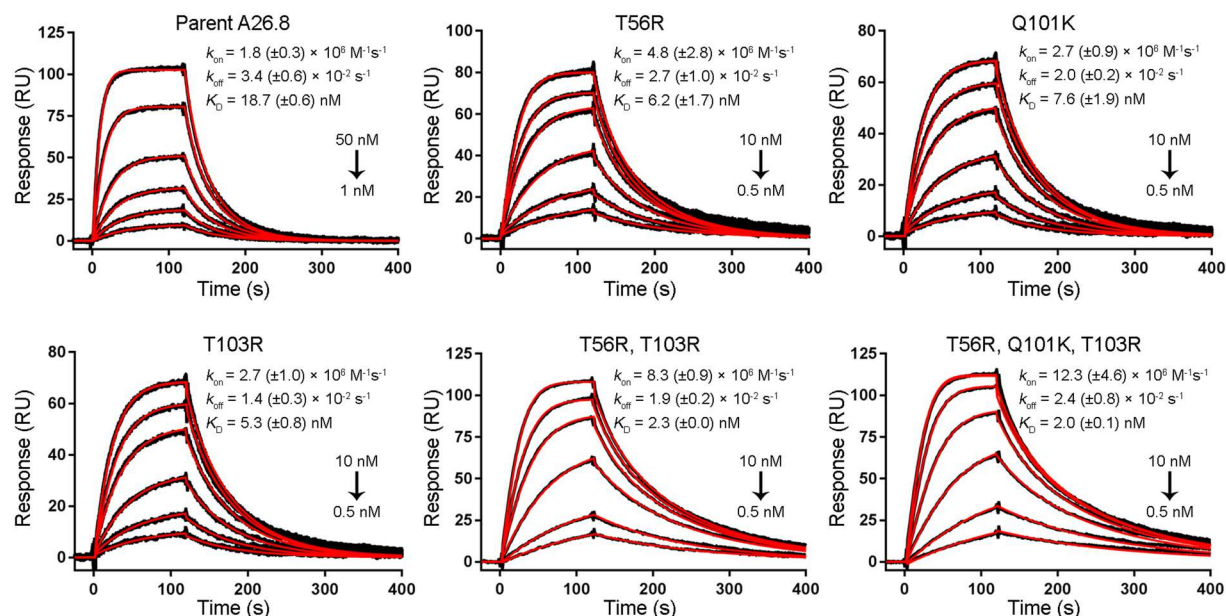 Parent A26.8
125
100
75
50
25
0
Response (RU)
0 100 200 300 400
Time (s)
kon = 1.8 (±0.3) × 10⁶ M⁻¹s⁻¹
koff = 3.4 (±0.6) × 10⁻² s⁻¹
KD = 18.7 (±0.6) nM
50 nM
1 nM
T56R
100
80
60
40
20
0
Response (RU)
0 100 200 300 400
Time (s)
kon = 4.8 (±2.8) × 10⁶ M⁻¹s⁻¹
koff = 2.7 (±1.0) × 10⁻² s⁻¹
KD = 6.2 (±1.7) nM
10 nM
0.5 nM
Q101K
80
60
40
20
0
Response (RU)
0 100 200 300 400
Time (s)
kon = 2.7 (±0.9) × 10⁶ M⁻¹s⁻¹
koff = 2.0 (±0.2) × 10⁻² s⁻¹
KD = 7.6 (±1.9) nM
10 nM
0.5 nM
T103R
80
60
40
20
0
Response (RU)
0 100 200 300 400
Time (s)
kon = 2.7 (±1.0) × 10⁶ M⁻¹s⁻¹
koff = 1.4 (±0.3) × 10⁻² s⁻¹
KD = 5.3 (±0.8) nM
10 nM
0.5 nM
T56R, T103R
125
100
75
50
25
0
Response (RU)
0 100 200 300 400
Time (s)
kon = 8.3 (±0.9) × 10⁶ M⁻¹s⁻¹
koff = 1.9 (±0.2) × 10⁻² s⁻¹
KD = 2.3 (±0.0) nM
10 nM
0.5 nM
T56R, Q101K, T103R
125
100
75
50
25
0
Response (RU)
0 100 200 300 400
Time (s)
kon = 12.3 (±4.6) × 10⁶ M⁻¹s⁻¹
koff = 2.4 (±0.8) × 10⁻² s⁻¹
KD = 2.0 (±0.1) nM
10 nM
0.5 nM